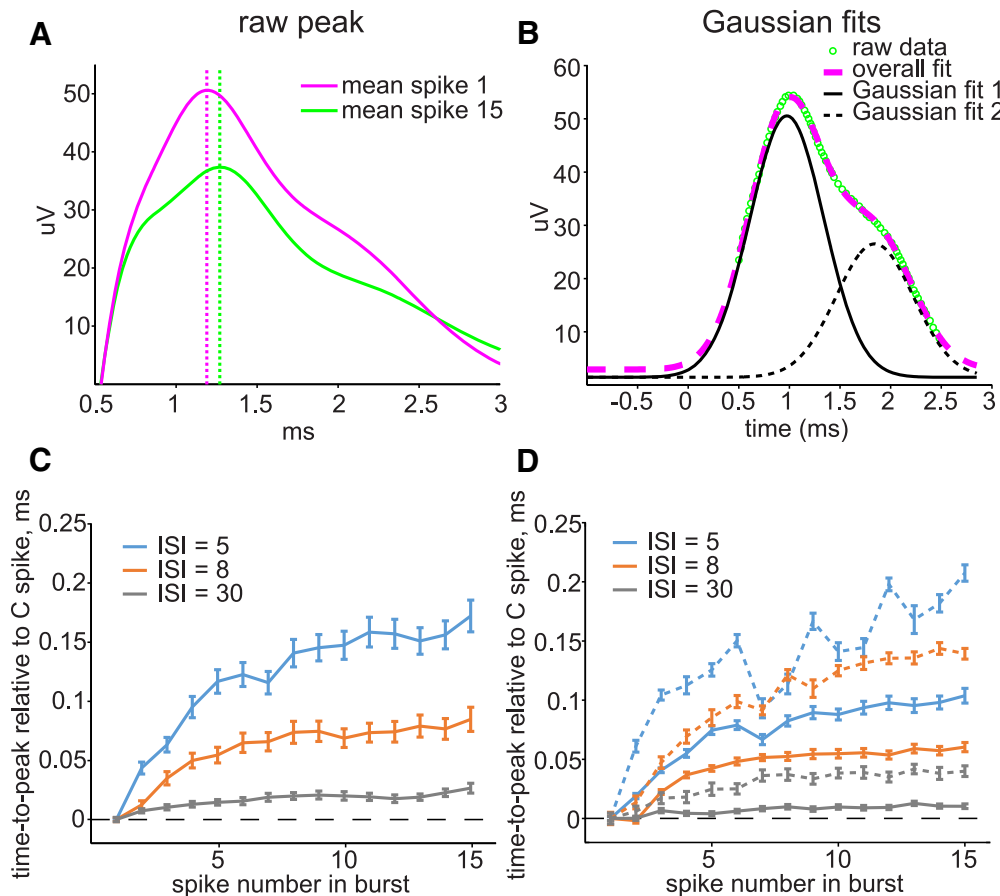 raw peak
Gaussian fits
A
mean spike 1
mean spike 15
uV
50
40
30
20
10
0.5
1
1.5
2
2.5
3
ms
B
raw data
overall fit
Gaussian fit 1
Gaussian fit 2
uV
60
50
40
30
20
10
-0.5
0
0.5
1
1.5
2
2.5
3
time (ms)
C
time-to-peak relative to C spike, ms
0.25
0.2
0.15
0.1
0.05
0
ISI = 5
ISI = 8
ISI = 30
5
10
15
spike number in burst
D
time-to-peak relative to C spike, ms
0.25
0.2
0.15
0.1
0.05
0
ISI = 5
ISI = 8
ISI = 30
5
10
15
spike number in burst